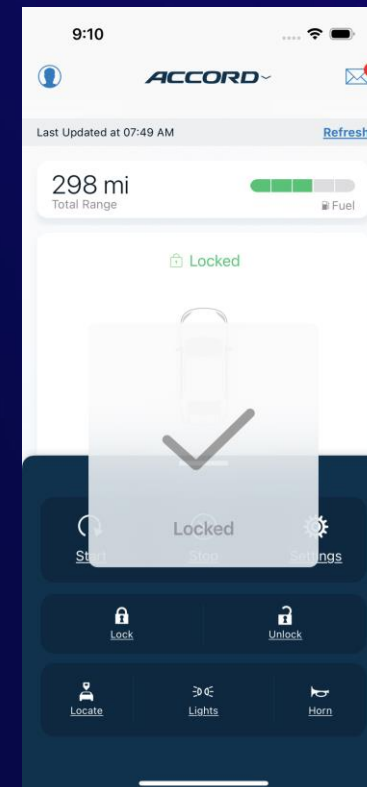 9:10
ACCORD
Last Updated at 07:49 AM Refresh
298 mi
Total Range Fuel
Locked
Locked
Start Stop Settings
Lock Unlock
Locate Lights Horn